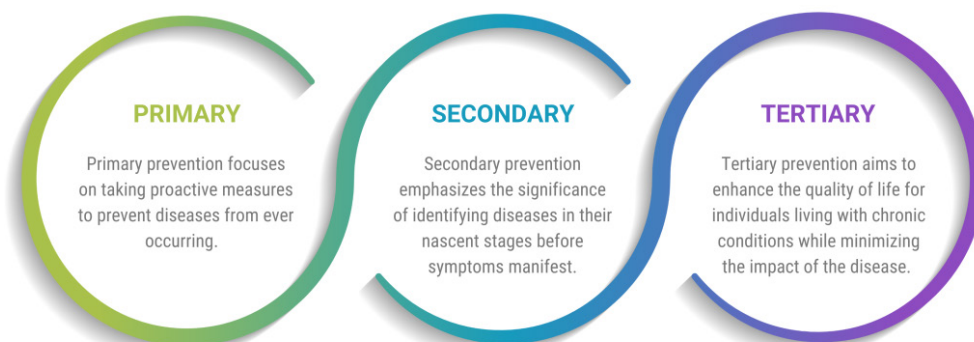 PRIMARY
Primary prevention focuses
on taking proactive measures
to prevent diseases from ever
occurring.
SECONDARY
Secondary prevention
emphasizes the significance
of identifying diseases in their
nascent stages before
symptoms manifest.
TERTIARY
Tertiary prevention aims to
enhance the quality of life for
individuals living with chronic
conditions while minimizing
the impact of the disease.